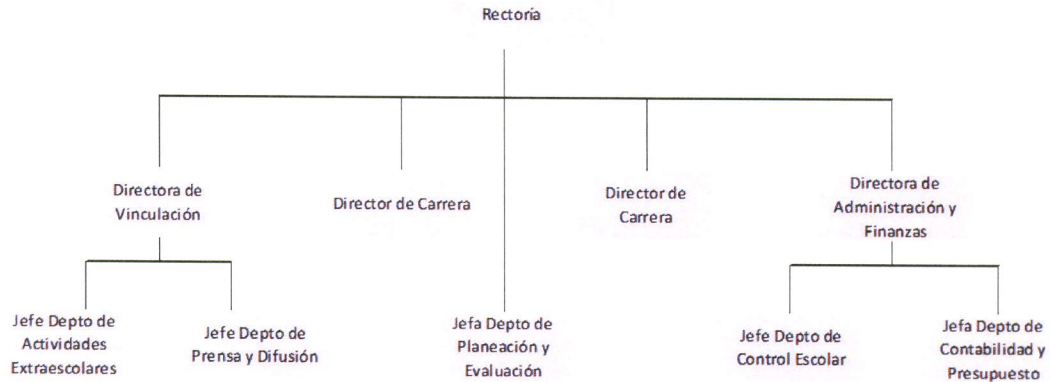 Rectoría
Directora de
Vinculación
Director de Carrera
Director de
Carrera
Directora de
Administración y
Finanzas
Jefe Depto de
Actividades
Extraescolares
Jefe Depto de
Prensa y Difusión
Jefa Depto de
Planeación y
Evaluación
Jefe Depto de
Control Escolar
Jefa Depto de
Contabilidad y
Presupuesto